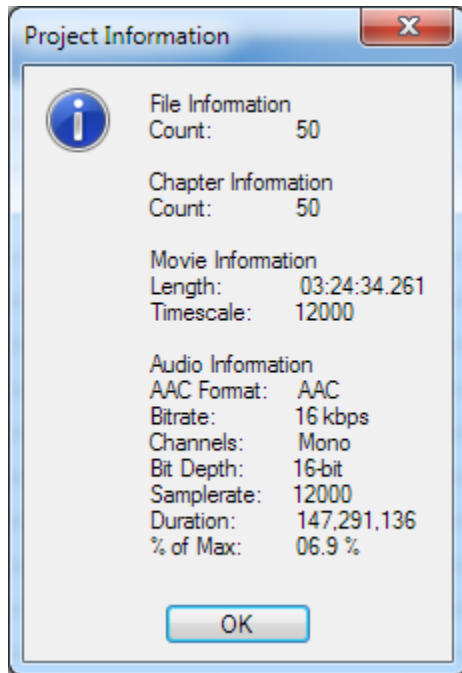 Project Information
File Information
Count: 50
Chapter Information
Count: 50
Movie Information
Length: 03:24:34.261
Timescale: 12000
Audio Information
AAC Format: AAC
Bitrate: 16 kbps
Channels: Mono
Bit Depth: 16-bit
Samplerate: 12000
Duration: 147,291,136
% of Max: 06.9 %
OK